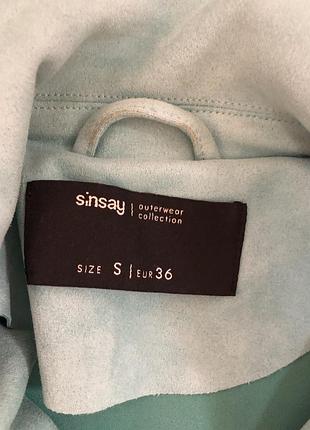 sinsay | outerwear
collection
SIZE S | EUR 36